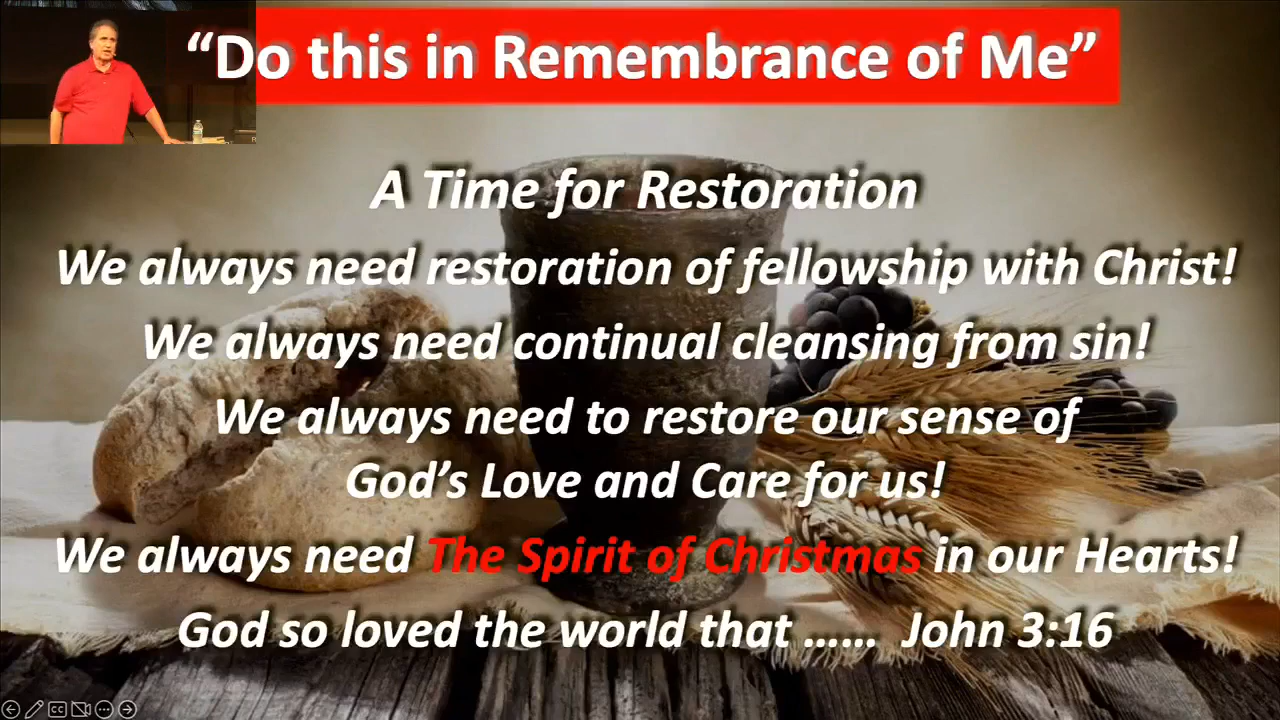 “Do this in Remembrance of Me”
A Time for Restoration
We always need restoration of fellowship with Christ!
We always need continual cleansing from sin!
We always need to restore our sense of
God’s Love and Care for us!
We always need The Spirit of Christmas in our Hearts!
God so loved the world that ...... John 3:16
CC